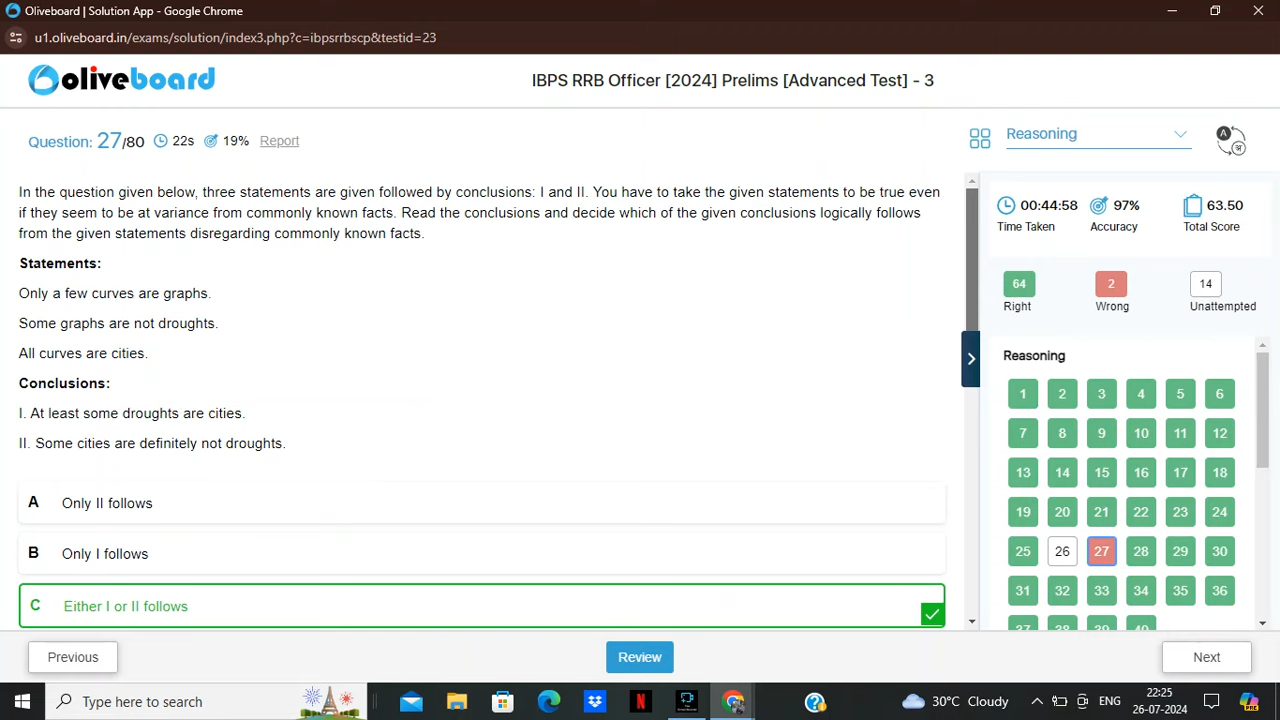 Oliveboard | Solution App - Google Chrome
u1.oliveboard.in/exams/solution/index3.php?c=ibpsrrbscp&testid=23
oliveboard
IBPS RRB Officer [2024] Prelims [Advanced Test] - 3
Question: 27/80 22s 19% Report
Reasoning
A अ
In the question given below, three statements are given followed by conclusions: I and II. You have to take the given statements to be true even
if they seem to be at variance from commonly known facts. Read the conclusions and decide which of the given conclusions logically follows
from the given statements disregarding commonly known facts.
Statements:
Only a few curves are graphs.
Some graphs are not droughts.
All curves are cities.
Conclusions:
I. At least some droughts are cities.
II. Some cities are definitely not droughts.
A Only II follows
B Only I follows
C Either I or II follows
00:44:58 97% 63.50
Time Taken Accuracy Total Score
64 2 14
Right Wrong Unattempted
Reasoning
1 2 3 4 5 6
7 8 9 10 11 12
13 14 15 16 17 18
19 20 21 22 23 24
25 26 27 28 29 30
31 32 33 34 35 36
37 38 39 40
Previous Review Next
Type here to search
30°C Cloudy ENG 22:25
26-07-2024